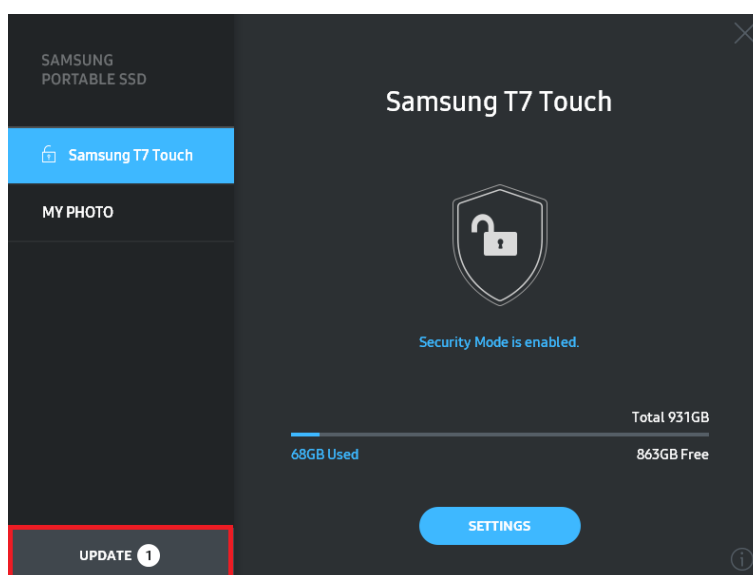 SAMSUNG
PORTABLE SSD
Samsung T7 Touch
MY PHOTO
UPDATE 1
Samsung T7 Touch
Security Mode is enabled.
Total 931GB
68GB Used 863GB Free
SETTINGS